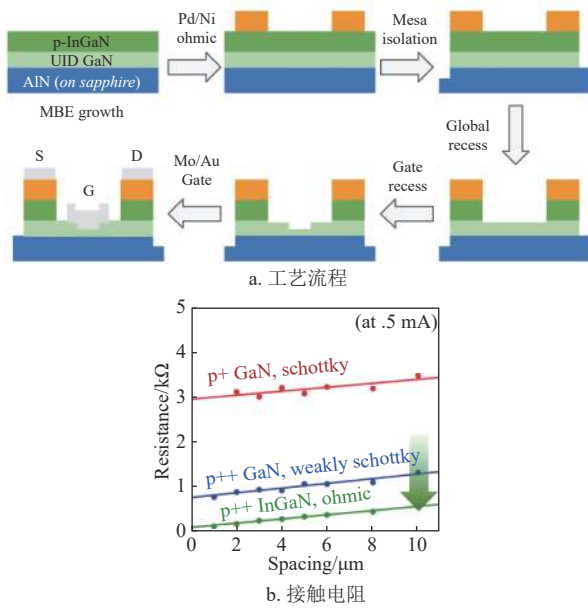 p-InGaN
UID GaN
AlN (on sapphire)
MBE growth
Pd/Ni
ohmic
Mesa
isolation
Global
recess
Gate
recess
Mo/Au
Gate
S
D
G
a. 工艺流程
(at .5 mA)
p+ GaN, schottky
p++ GaN, weakly schottky
p++ InGaN, ohmic
Resistance/kΩ
5
4
3
2
1
0
0
2
4
6
8
10
Spacing/μm
b. 接触电阻